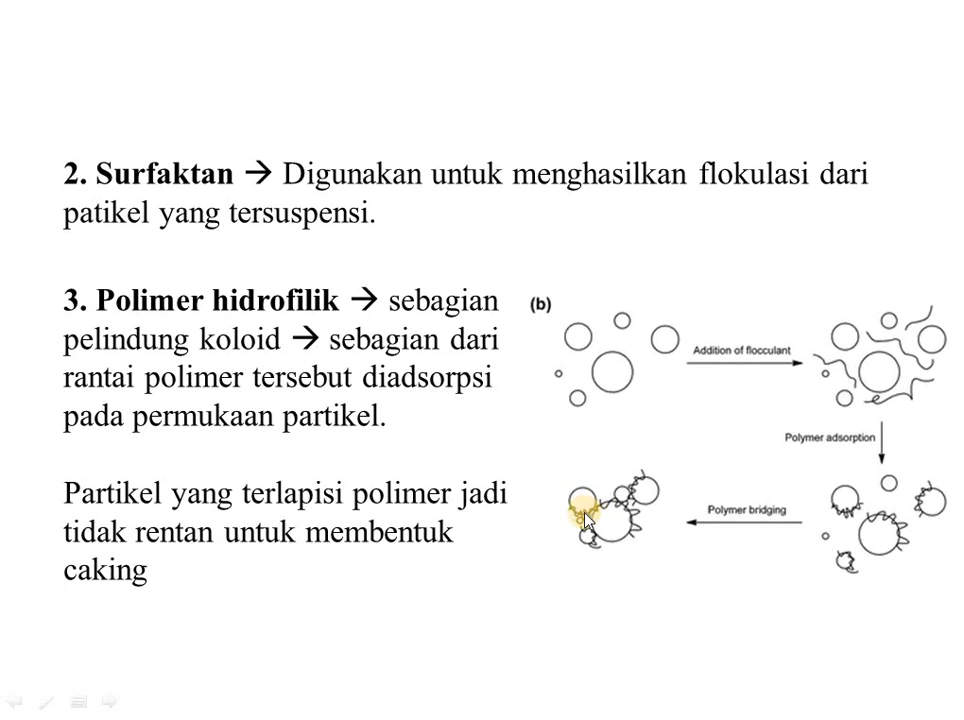 2. Surfaktan → Digunakan untuk menghasilkan flokulasi dari
patikel yang tersuspensi.
3. Polimer hidrofilik → sebagian
pelindung koloid → sebagian dari
rantai polimer tersebut diadsorpsi
pada permukaan partikel.
Partikel yang terlapisi polimer jadi
tidak rentan untuk membentuk
caking
(b)
Addition of flocculant
Polymer adsorption
Polymer bridging